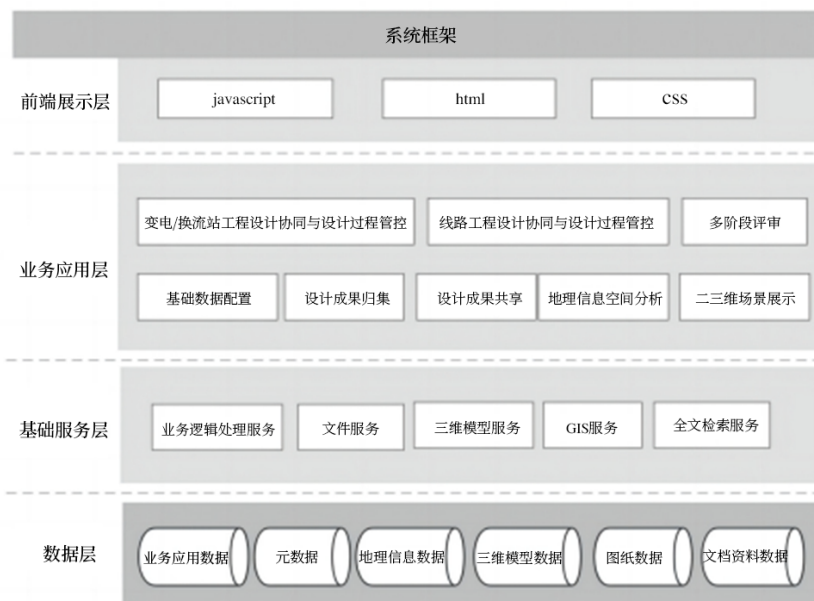 系统框架
前端展示层
javascript
html
CSS
业务应用层
变电/换流站工程设计协同与设计过程管控
线路工程设计协同与设计过程管控
多阶段评审
基础数据配置
设计成果归集
设计成果共享
地理信息空间分析
二三维场景展示
基础服务层
业务逻辑处理服务
文件服务
三维模型服务
GIS服务
全文检索服务
数据层
业务应用数据
元数据
地理信息数据
三维模型数据
图纸数据
文档资料数据